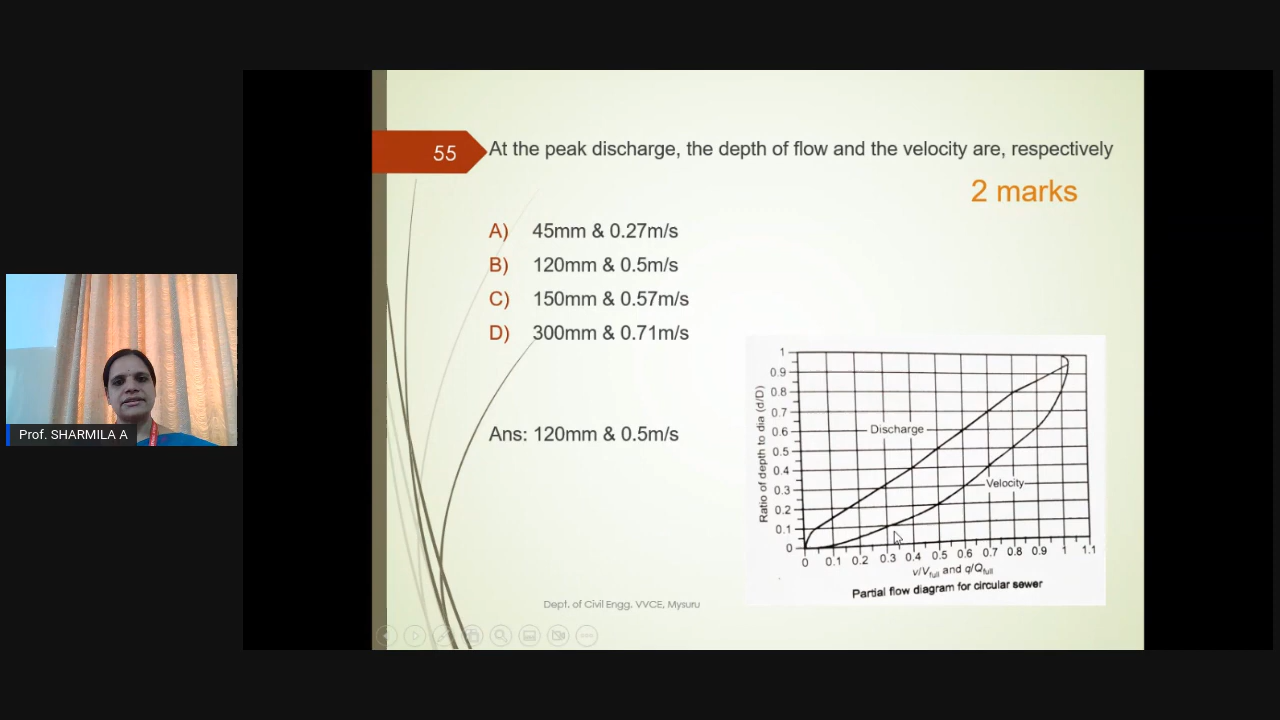 55
At the peak discharge, the depth of flow and the velocity are, respectively
2 marks
A) 45mm & 0.27m/s
B) 120mm & 0.5m/s
C) 150mm & 0.57m/s
D) 300mm & 0.71m/s
Ans: 120mm & 0.5m/s
Ratio of depth to dia (d/D)
1
0.9
0.8
0.7
0.6
0.5
0.4
0.3
0.2
0.1
0
Discharge
Velocity
0 0.1 0.2 0.3 0.4 0.5 0.6 0.7 0.8 0.9 1 1.1
v/Vfull and q/Qfull
Partial flow diagram for circular sewer
Dept. of Civil Engg. VVCE, Mysuru
Prof. SHARMILA A